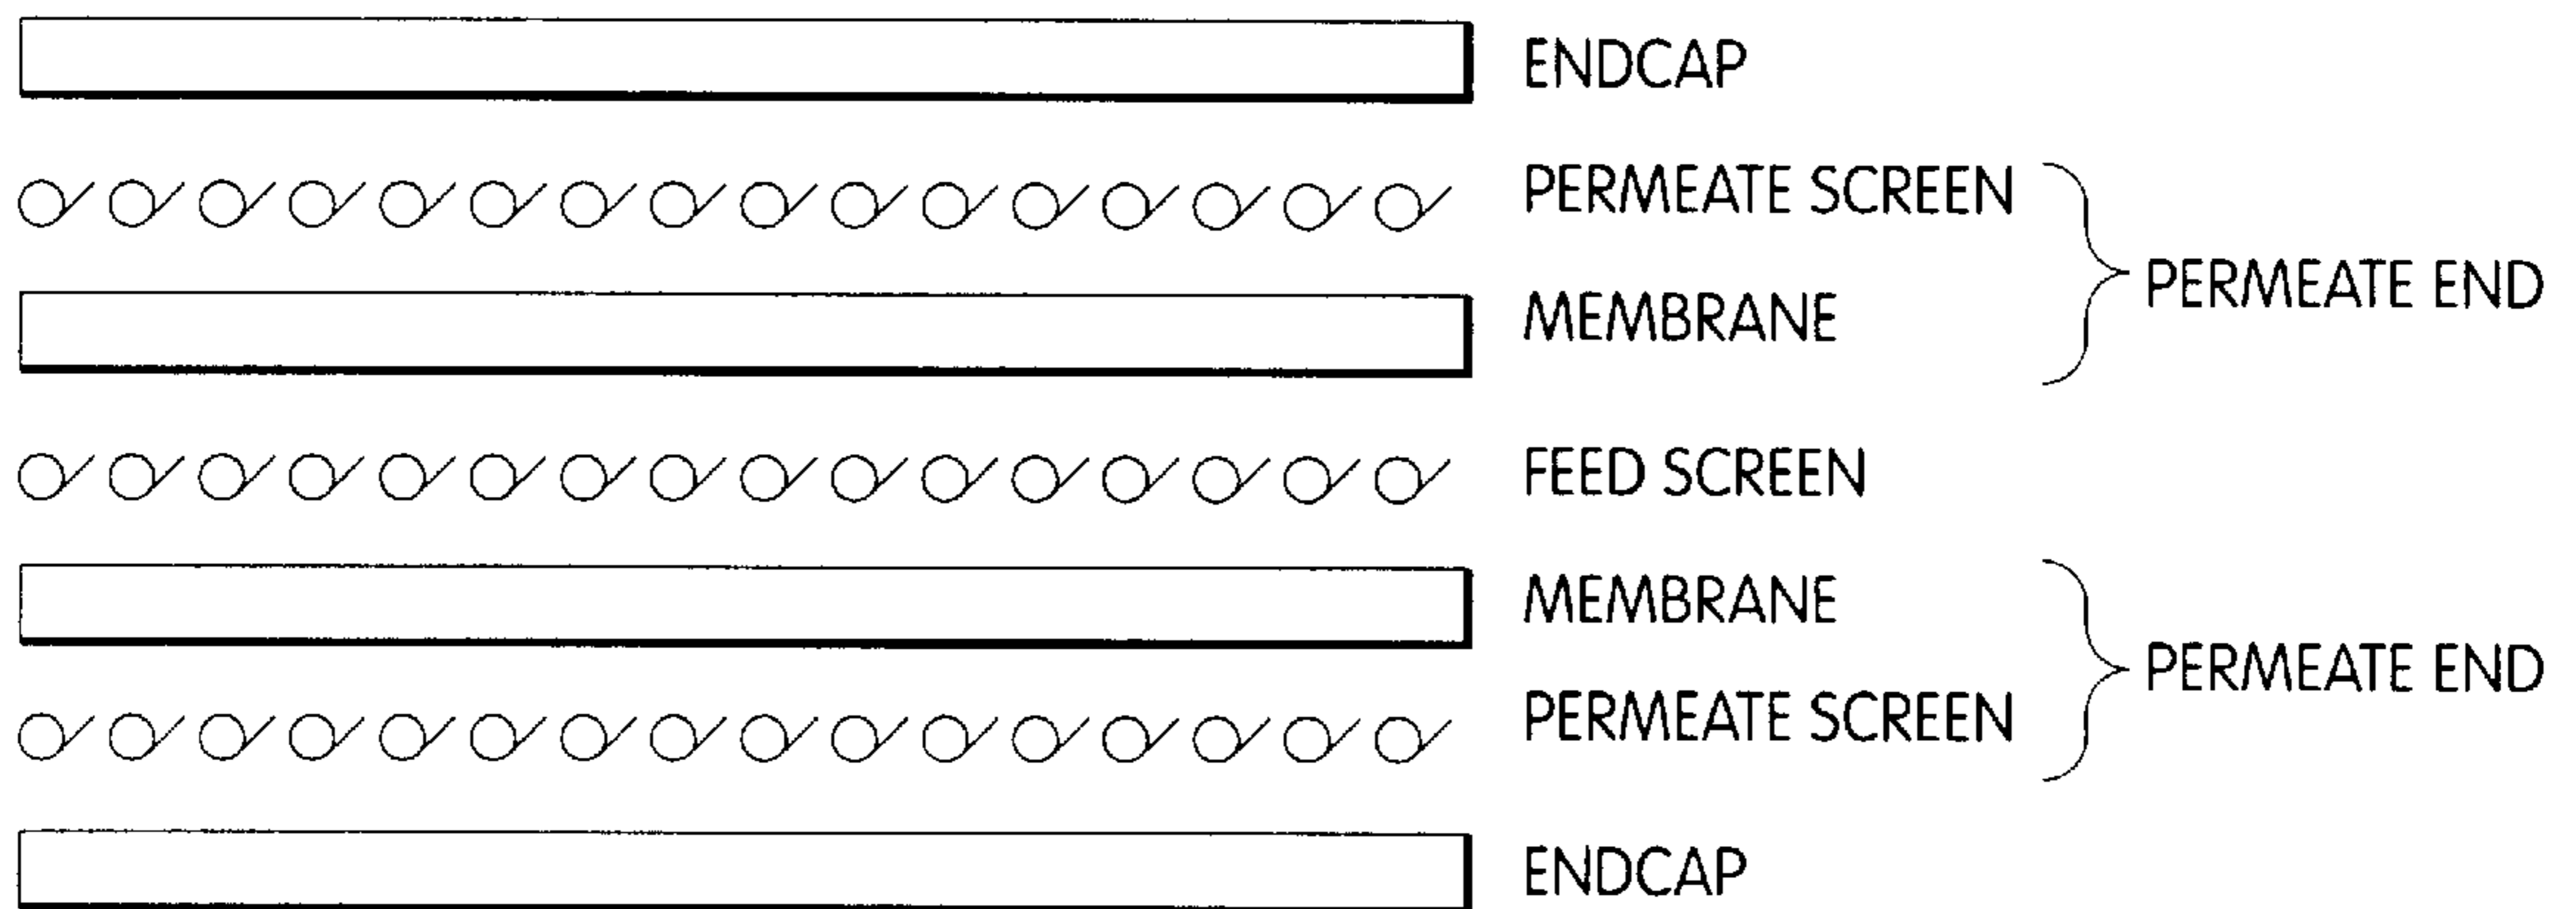 ENDCAP
PERMEATE SCREEN
PERMEATE END
MEMBRANE
FEED SCREEN
MEMBRANE
PERMEATE END
PERMEATE SCREEN
ENDCAP